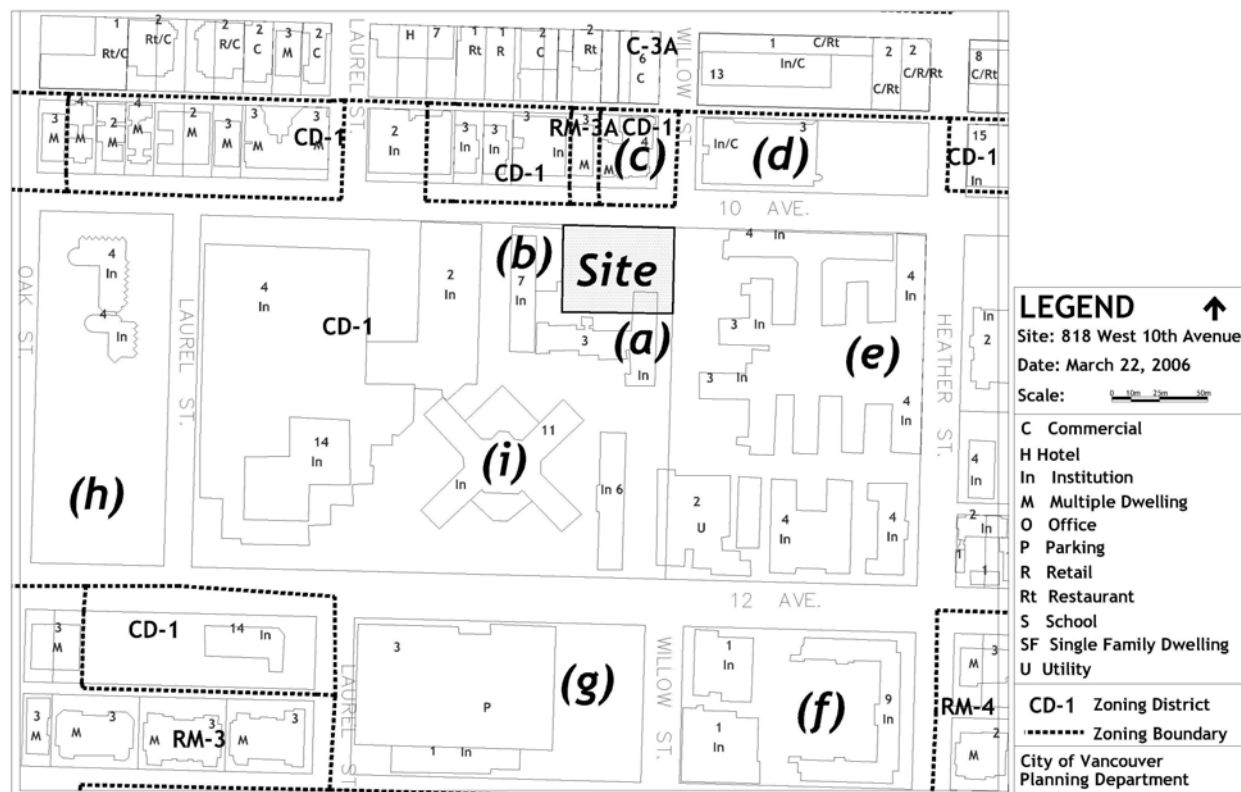 1
2
2
2
3
2
Rt/C
Rt/C
R/C
C
M
C
H
7
1
1
2
2
Rt
R
C
Rt
C-3A
6
C
1
C/Rt
In/C
13
2
2
C/R/Rt
C/Rt
8
C/Rt
LAUREL ST.
WILLOW ST
3
M
4
M
2
M
4
M
2
M
3
M
3
M
3
M
CD-1
2
In
3
In
3
In
3
In
CD-1
RM-3A
3
M
CD-1
4
M
(c)
In/C
3
(d)
CD-1
15
In
10 AVE.
OAK ST.
4
In
4
In
(h)
LAUREL ST.
4
In
CD-1
2
In
14
In
(b)
7
In
Site
3
(a)
In
11
(i)
In
In 6
4 In
4
In
3
In
3
In
(e)
4
In
2
U
4
In
4
In
HEATHER ST.
In
2
4
In
2
In
1
1
12 AVE.
3
M
CD-1
14 In
3
M
3
M
3
M
3
M
RM-3
LAUREL ST
3
P
(g)
1 In
WILLOW ST.
1
In
1
In
(f)
9
In
RM-4
3
M
2
M
LEGEND
Site: 818 West 10th Avenue
Date: March 22, 2006
Scale:
0 10m 25m 50m
C Commercial
H Hotel
In Institution
M Multiple Dwelling
O Office
P Parking
R Retail
Rt Restaurant
S School
SF Single Family Dwelling
U Utility
CD-1 Zoning District
Zoning Boundary
City of Vancouver
Planning Department